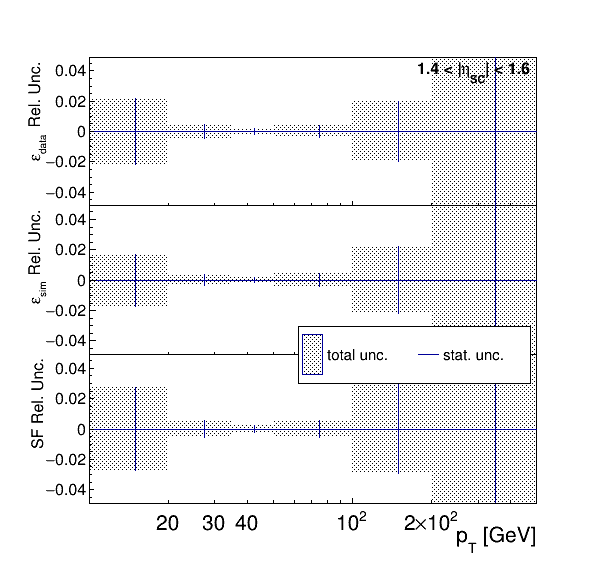 1.4 < |η_SC| < 1.6
ε_data Rel. Unc.
0.04
0.02
0
−0.02
−0.04
ε_sim Rel. Unc.
0.04
0.02
0
−0.02
−0.04
total unc. stat. unc.
SF Rel. Unc.
0.04
0.02
0
−0.02
−0.04
20 30 40 10² 2×10²
p_T [GeV]